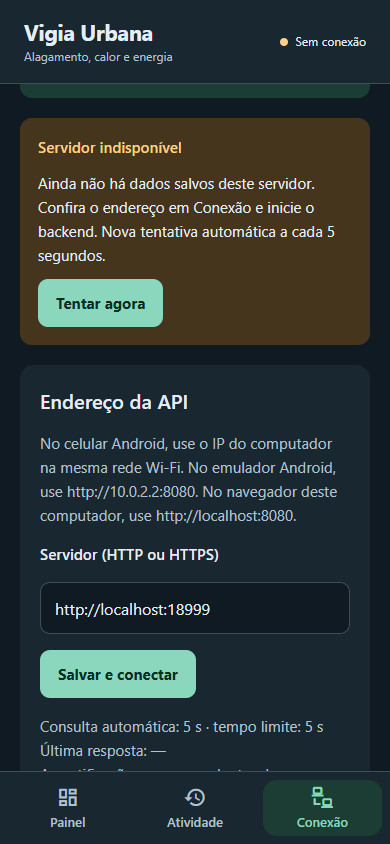 Vigia Urbana
Alagamento, calor e energia
Sem conexão
Servidor indisponível
Ainda não há dados salvos deste servidor.
Confira o endereço em Conexão e inicie o
backend. Nova tentativa automática a cada 5
segundos.
Tentar agora
Endereço da API
No celular Android, use o IP do computador
na mesma rede Wi-Fi. No emulador Android,
use http://10.0.2.2:8080. No navegador deste
computador, use http://localhost:8080.
Servidor (HTTP ou HTTPS)
http://localhost:18999
Salvar e conectar
Consulta automática: 5 s · tempo limite: 5 s
Última resposta: —
Painel
Atividade
Conexão